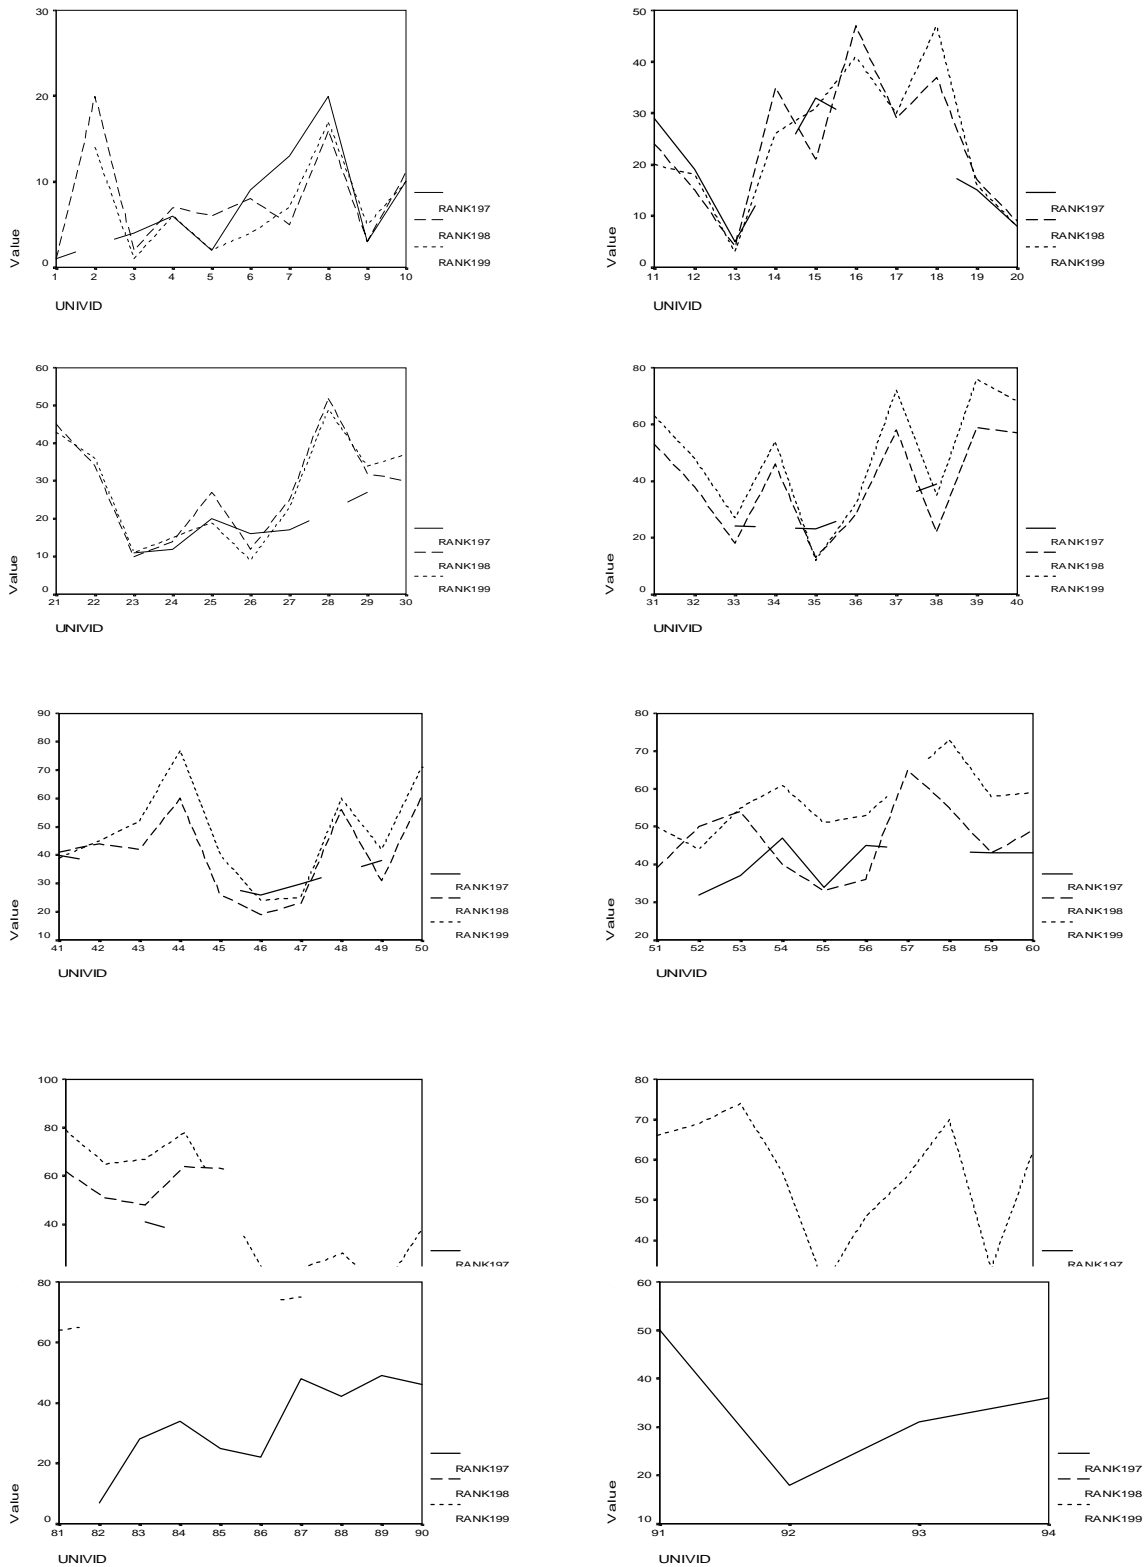 30
20
10
0
Value
1 2 3 4 5 6 7 8 9 10
UNIVID
RANK197
RANK198
RANK199
50
40
30
20
10
0
Value
11 12 13 14 15 16 17 18 19 20
UNIVID
RANK197
RANK198
RANK199
60
50
40
30
20
10
0
Value
21 22 23 24 25 26 27 28 29 30
UNIVID
RANK197
RANK198
RANK199
80
60
40
20
0
Value
31 32 33 34 35 36 37 38 39 40
UNIVID
RANK197
RANK198
RANK199
90
80
70
60
50
40
30
20
10
Value
41 42 43 44 45 46 47 48 49 50
UNIVID
RANK197
RANK198
RANK199
80
70
60
50
40
30
20
Value
51 52 53 54 55 56 57 58 59 60
UNIVID
RANK197
RANK198
RANK199
100
80
60
40
RANK197
80
70
60
50
40
RANK197
80
60
40
20
0
Value
81 82 83 84 85 86 87 88 89 90
UNIVID
RANK197
RANK198
RANK199
60
50
40
30
20
10
Value
91 92 93 94
UNIVID
RANK197
RANK198
RANK199